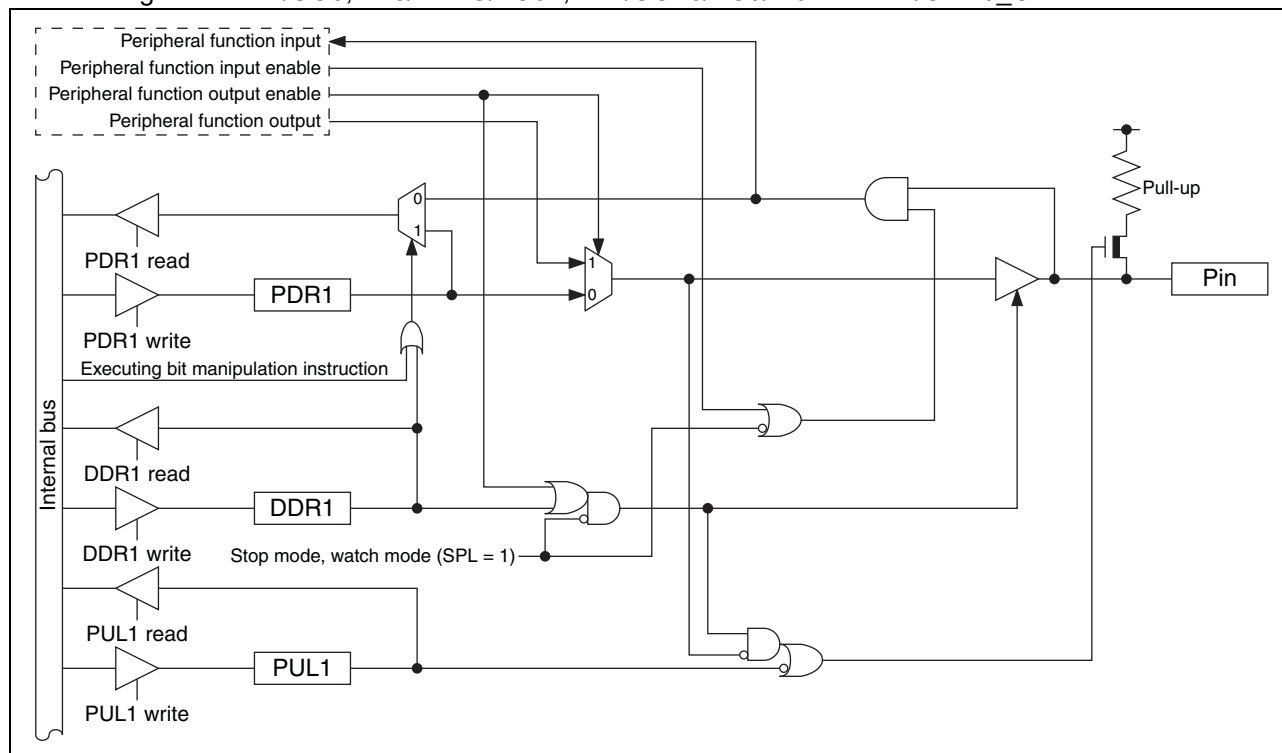 Peripheral function input
Peripheral function input enable
Peripheral function output enable
Peripheral function output
Pull-up
0
1
PDR1 read
1
0
PDR1
Pin
PDR1 write
Executing bit manipulation instruction
Internal bus
DDR1 read
DDR1
DDR1 write
Stop mode, watch mode (SPL = 1)
PUL1 read
PUL1
PUL1 write